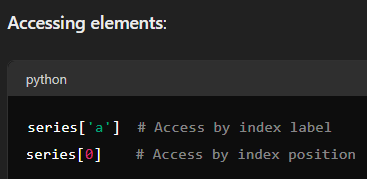 Accessing elements:
python
series['a']  # Access by index label
series[0]    # Access by index position